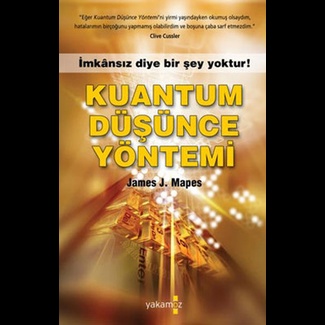 "Eğer Kuantum Düşünce Yöntemi'ni yirmi yaşındayken okumuş olsaydım,
hatalarımın birçoğunu yapmamış olabilirdim ve boşuna çaba sarf etmezdim."
Clive Cussler
İmkânsız diye bir şey yoktur!
KUANTUM
DÜŞÜNCE
YÖNTEMİ
James J. Mapes
Enter
yakamoz